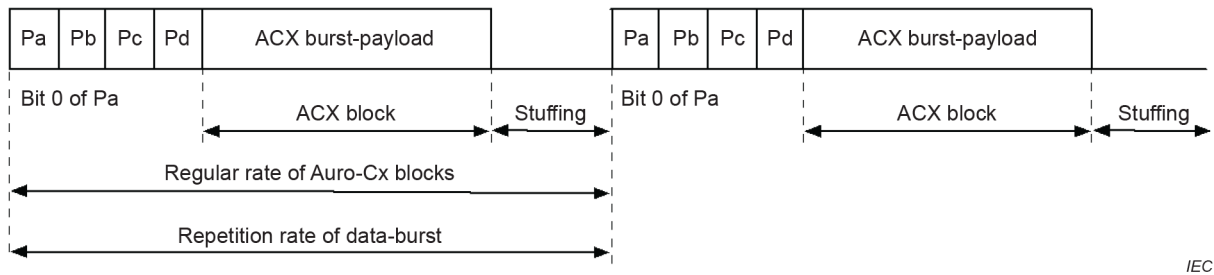 Pa Pb Pc Pd ACX burst-payload Pa Pb Pc Pd ACX burst-payload
Bit 0 of Pa Bit 0 of Pa
ACX block Stuffing ACX block Stuffing
Regular rate of Auro-Cx blocks
Repetition rate of data-burst
IEC